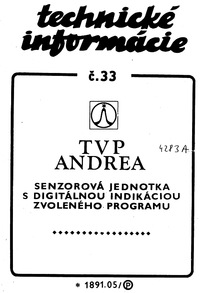 technické
informácie
č.33
TVP
ANDREA
4283A
SENZOROVÁ JEDNOTKA
S DIGITÁLNOU INDIKÁCIOU
ZVOLENÉHO PROGRAMU
..................
* 1891.05/P